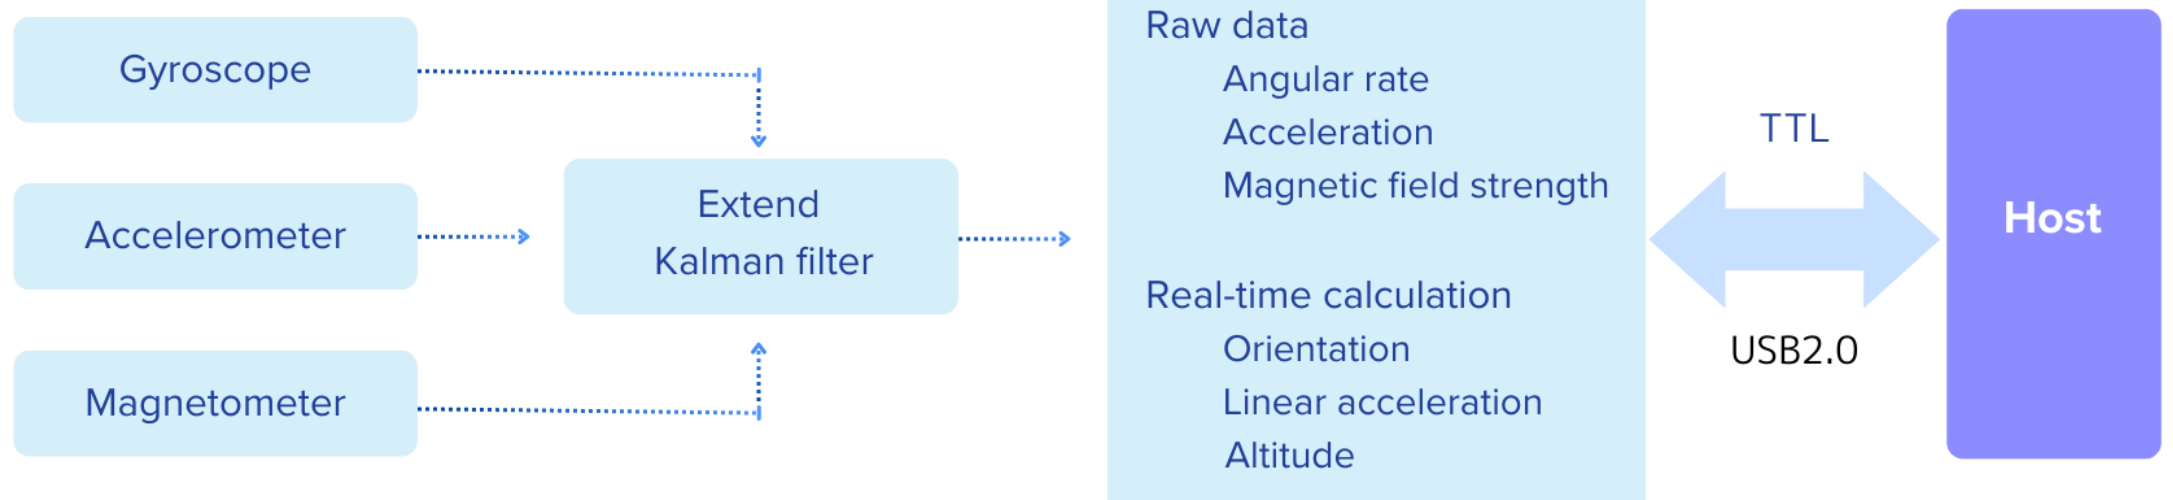 Gyroscope
Accelerometer
Magnetometer
Extend
Kalman filter
Raw data
Angular rate
Acceleration
Magnetic field strength
Real-time calculation
Orientation
Linear acceleration
Altitude
TTL
USB2.0
Host